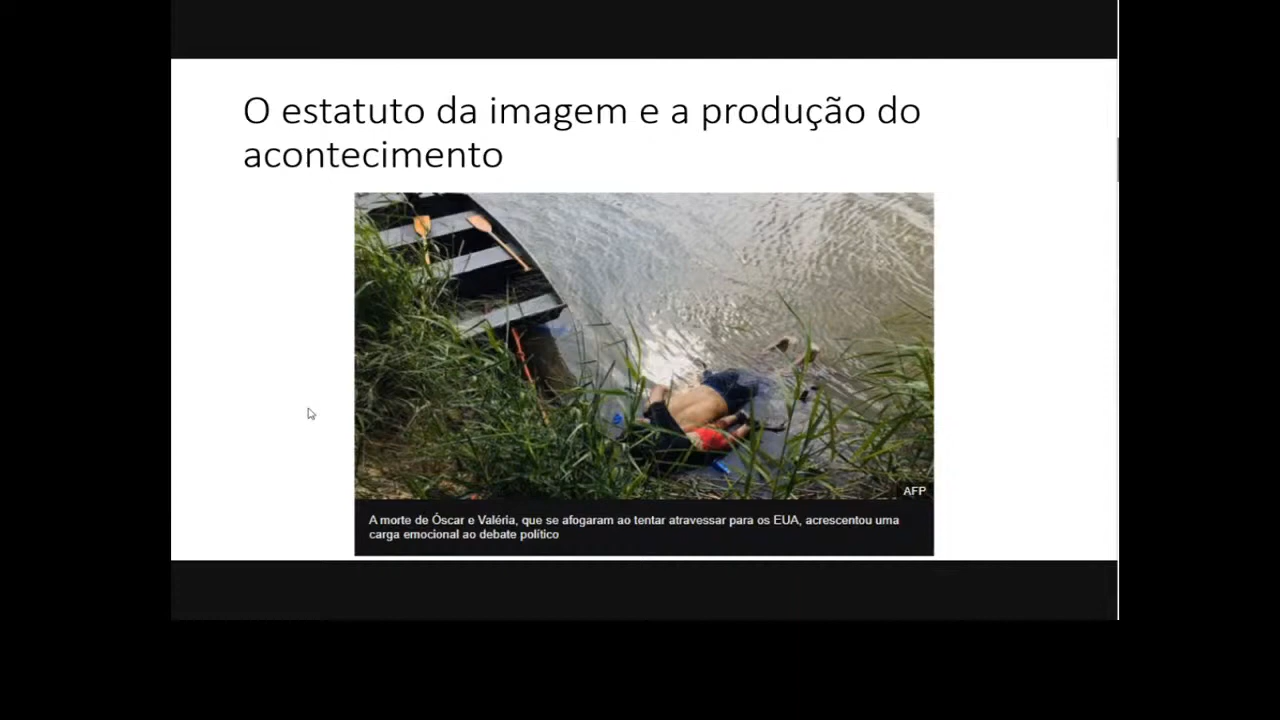 O estatuto da imagem e a produção do
acontecimento
AFP
A morte de Óscar e Valéria, que se afogaram ao tentar atravessar para os EUA, acrescentou uma
carga emocional ao debate político